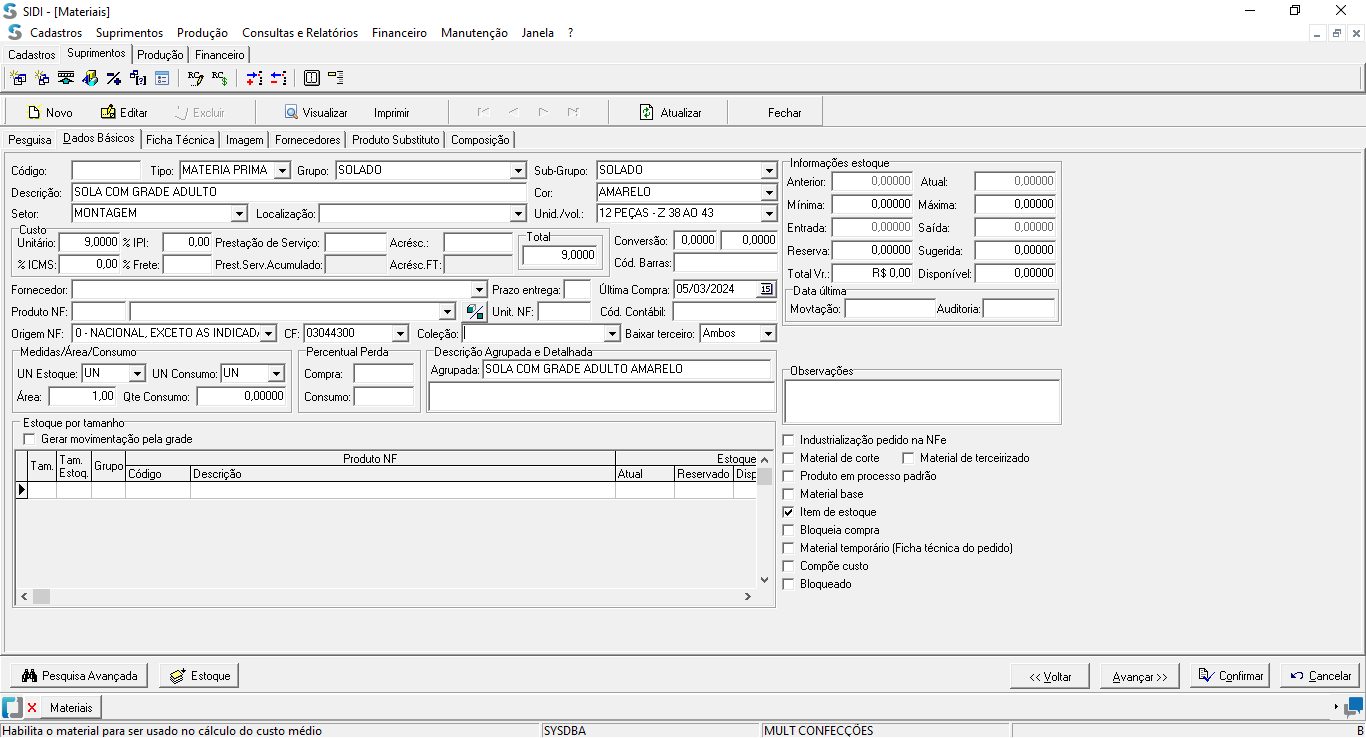 SIDI - [Materiais]
Cadastros Suprimentos Produção Consultas e Relatórios Financeiro Manutenção Janela ?
Cadastros Suprimentos Produção Financeiro
Novo Editar Excluir Visualizar Imprimir Atualizar Fechar
Pesquisa Dados Básicos Ficha Técnica Imagem Fornecedores Produto Substituto Composição
Código: Tipo: MATERIA PRIMA Grupo: SOLADO Sub-Grupo: SOLADO
Descrição: SOLA COM GRADE ADULTO Cor: AMARELO
Setor: MONTAGEM Localização: Unid./vol.: 12 PEÇAS - Z 38 AO 43
Custo
Unitário: 9,0000 % IPI: 0,00 Prestação de Serviço: Acrésc.:
% ICMS: 0,00 % Frete: Prest.Serv.Acumulado: Acrésc.FT:
Total
9,0000
Conversão: 0,0000 0,0000
Cód. Barras:
Fornecedor: Prazo entrega: Última Compra: 05/03/2024 15
Produto NF: Unit. NF: Cód. Contábil:
Origem NF: 0 - NACIONAL, EXCETO AS INDICADA CF: 03044300 Coleção: Baixar terceiro: Ambos
Informações estoque
Anterior: 0,00000 Atual: 0,00000
Mínima: 0,00000 Máxima: 0,00000
Entrada: 0,00000 Saída: 0,00000
Reserva: 0,00000 Sugerida: 0,00000
Total Vr.: R$ 0,00 Disponível: 0,00000
Data última
Movtação: Auditoria:
Medidas/Área/Consumo
UN Estoque: UN UN Consumo: UN
Área: 1,00 Qte Consumo: 0,00000
Percentual Perda
Compra:
Consumo:
Descrição Agrupada e Detalhada
Agrupada: SOLA COM GRADE ADULTO AMARELO
Observações
Estoque por tamanho
Gerar movimentação pela grade
Tam. Tam. Estoq. Grupo Produto NF Estoque
Código Descrição Atual Reservado Disp
Industrialização pedido na NFe
Material de corte Material de terceirizado
Produto em processo padrão
Material base
Item de estoque
Bloqueia compra
Material temporário (Ficha técnica do pedido)
Compõe custo
Bloqueado
Pesquisa Avançada Estoque << Voltar Avançar >> Confirmar Cancelar
Materiais
Habilita o material para ser usado no cálculo do custo médio SYSDBA MULT CONFECÇÕES B